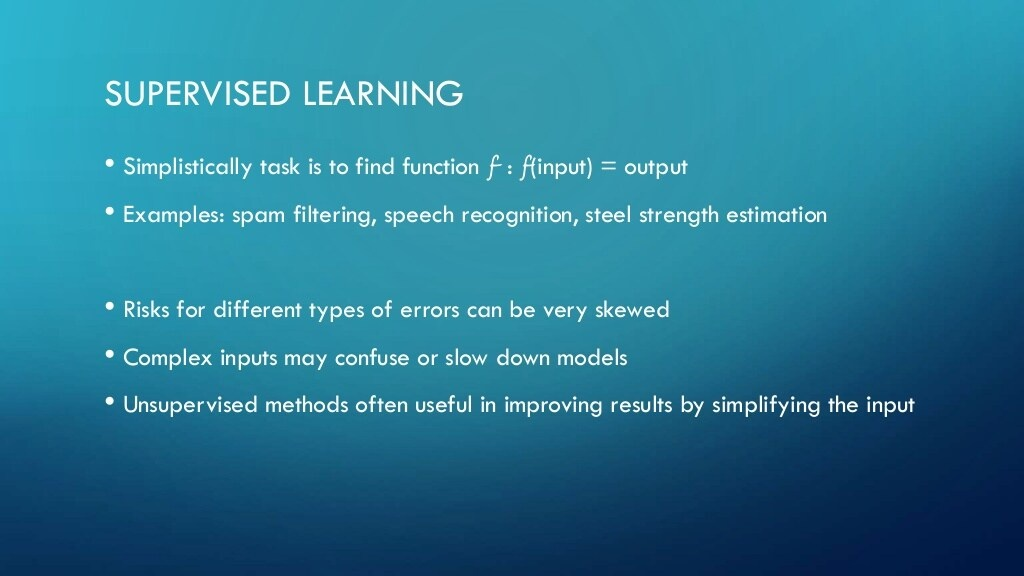 SUPERVISED LEARNING
• Simplistically task is to find function f : f(input) = output
• Examples: spam filtering, speech recognition, steel strength estimation
• Risks for different types of errors can be very skewed
• Complex inputs may confuse or slow down models
• Unsupervised methods often useful in improving results by simplifying the input